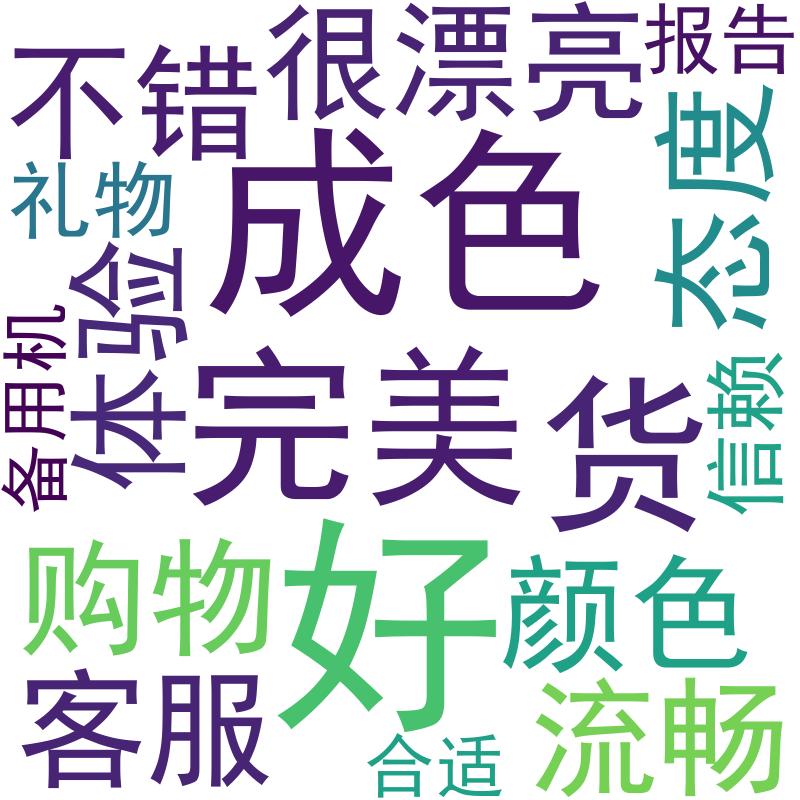 很漂亮
报告
不错
态度
成色
礼物
体验
备用机
完美
货
信赖
好
购物
颜色
客服
流畅
合适